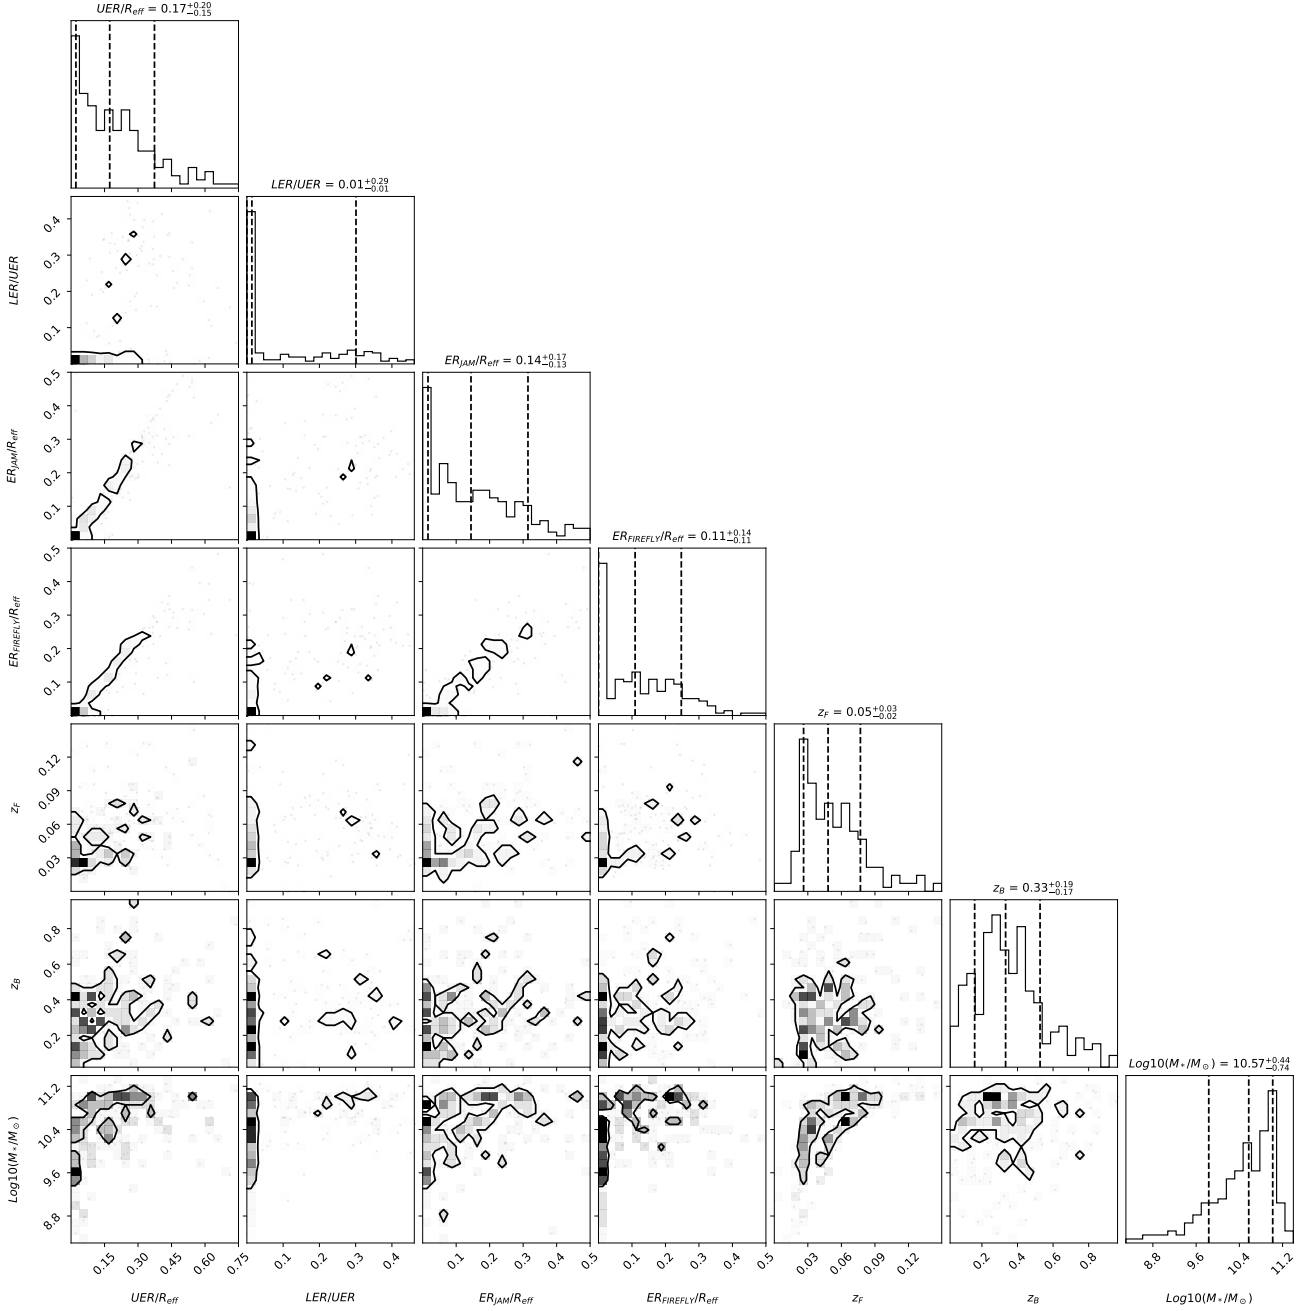 UER/R_eff = 0.17^{+0.20}_{−0.15}
LER/UER = 0.01^{+0.29}_{−0.01}
LER/UER
0.4
0.3
0.2
0.1
ER_JAM/R_eff = 0.14^{+0.17}_{−0.13}
ER_JAM/R_eff
0.5
0.4
0.3
0.2
0.1
ER_FIREFLY/R_eff = 0.11^{+0.14}_{−0.11}
ER_FIREFLY/R_eff
0.5
0.4
0.3
0.2
0.1
z_F = 0.05^{+0.03}_{−0.02}
z_F
0.12
0.09
0.06
0.03
z_B = 0.33^{+0.19}_{−0.17}
z_B
0.8
0.6
0.4
0.2
Log10(M_*/M_⊙) = 10.57^{+0.44}_{−0.74}
Log10(M_*/M_⊙)
11.2
10.4
9.6
8.8
0.15 0.30 0.45 0.60 0.75
0.1 0.2 0.3 0.4
0.1 0.2 0.3 0.4 0.5
0.1 0.2 0.3 0.4 0.5
0.03 0.06 0.09 0.12
0.2 0.4 0.6 0.8
8.8 9.6 10.4 11.2
UER/R_eff
LER/UER
ER_JAM/R_eff
ER_FIREFLY/R_eff
z_F
z_B
Log10(M_*/M_⊙)